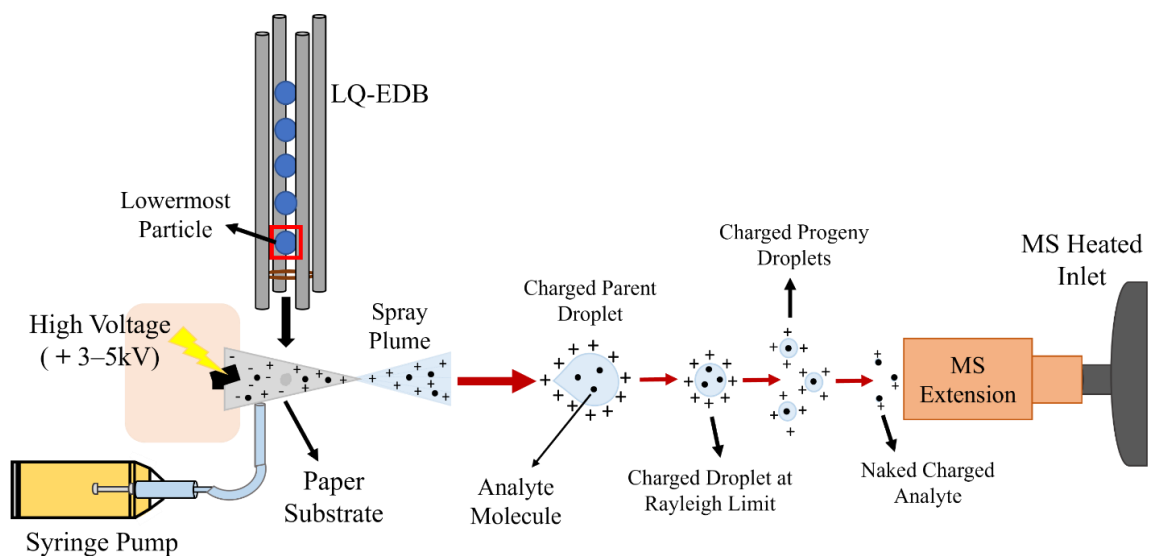 LQ-EDB
Lowermost
Particle
High Voltage
( + 3–5kV)
Spray
Plume
Charged Parent
Droplet
Charged Progeny
Droplets
MS Heated
Inlet
MS
Extension
Syringe Pump
Paper
Substrate
Analyte
Molecule
Charged Droplet at
Rayleigh Limit
Naked Charged
Analyte